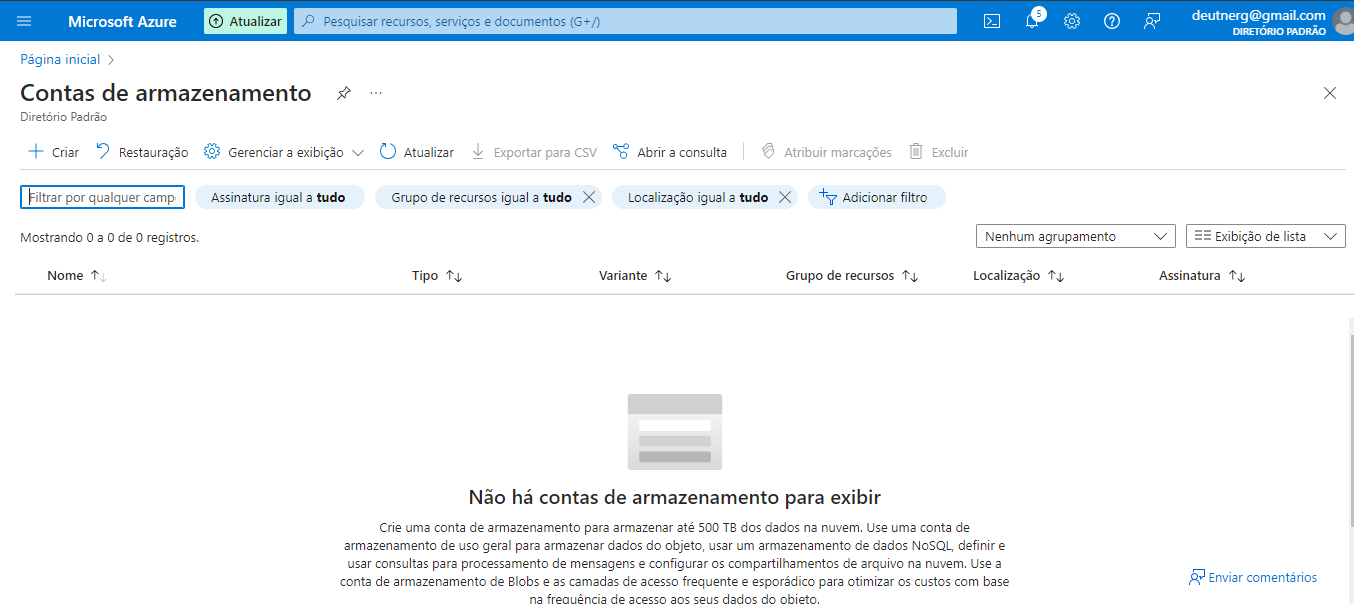 Microsoft Azure
Atualizar
Pesquisar recursos, serviços e documentos (G+/)
5
deutnerg@gmail.com
DIRETÓRIO PADRÃO
Página inicial
Contas de armazenamento
Diretório Padrão
Criar
Restauração
Gerenciar a exibição
Atualizar
Exportar para CSV
Abrir a consulta
Atribuir marcações
Excluir
Filtrar por qualquer campo
Assinatura igual a tudo
Grupo de recursos igual a tudo
Localização igual a tudo
Adicionar filtro
Mostrando 0 a 0 de 0 registros.
Nenhum agrupamento
Exibição de lista
Nome
Tipo
Variante
Grupo de recursos
Localização
Assinatura
Não há contas de armazenamento para exibir
Crie uma conta de armazenamento para armazenar até 500 TB dos dados na nuvem. Use uma conta de
armazenamento de uso geral para armazenar dados do objeto, usar um armazenamento de dados NoSQL, definir e
usar consultas para processamento de mensagens e configurar os compartilhamentos de arquivo na nuvem. Use a
conta de armazenamento de Blobs e as camadas de acesso frequente e esporádico para otimizar os custos com base
na frequência de acesso aos seus dados do objeto.
Enviar comentários